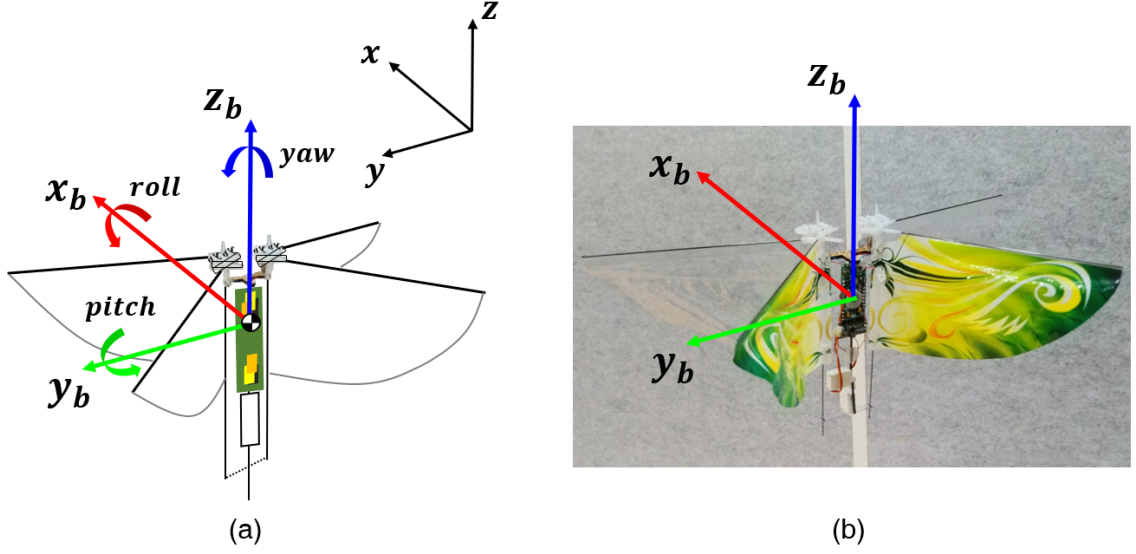 z
x
y
z_b
yaw
x_b
roll
pitch
y_b
(a)
z_b
x_b
y_b
(b)